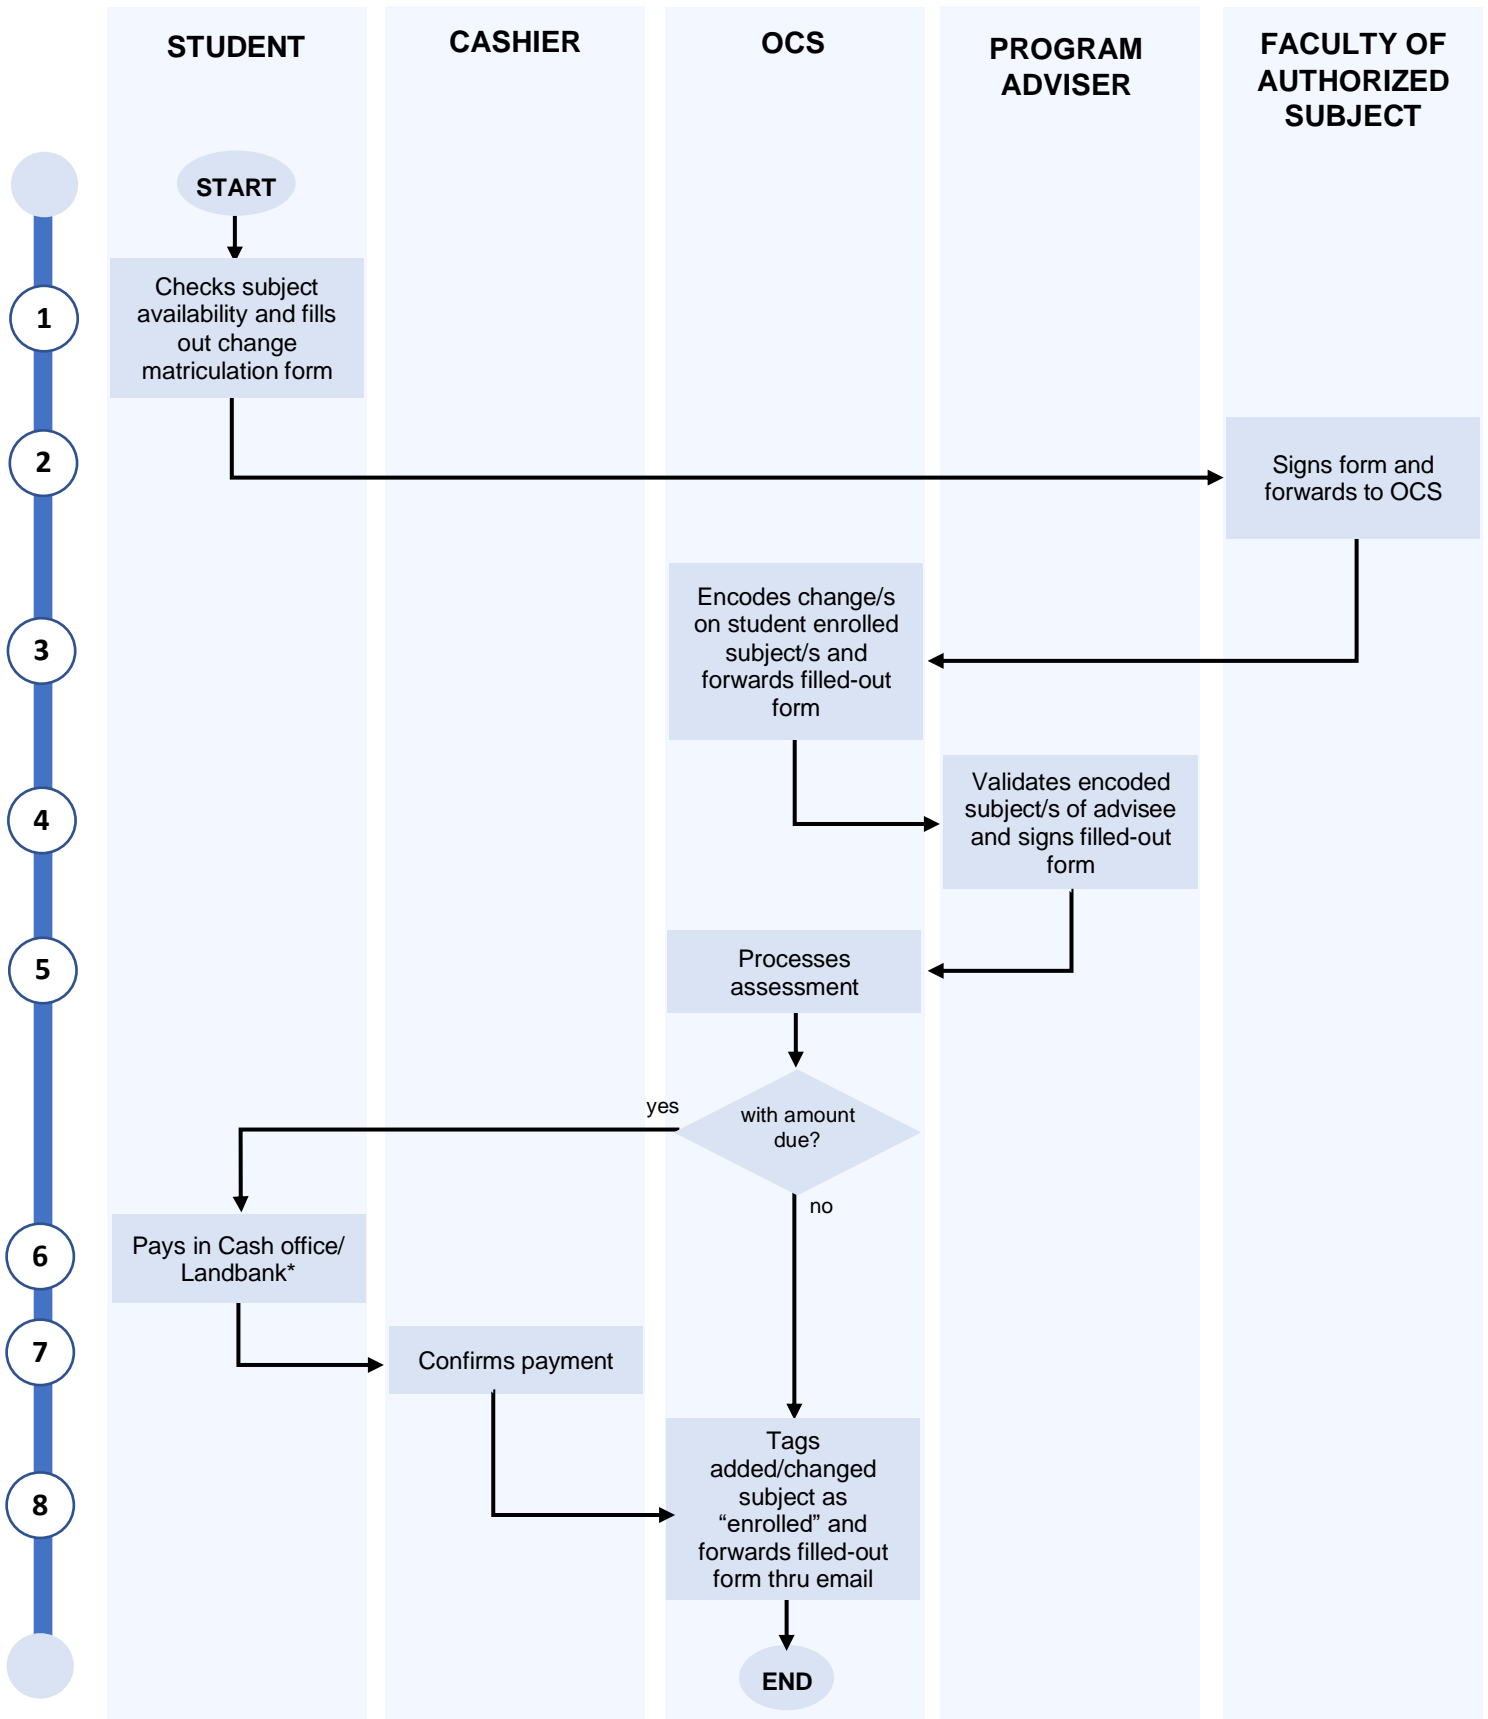 STUDENT
CASHIER
OCS
PROGRAM
ADVISER
FACULTY OF
AUTHORIZED
SUBJECT
START
1
Checks subject
availability and fills
out change
matriculation form
2
Signs form and
forwards to OCS
3
Encodes change/s
on student enrolled
subject/s and
forwards filled-out
form
4
Validates encoded
subject/s of advisee
and signs filled-out
form
5
Processes
assessment
yes
with amount
due?
no
6
Pays in Cash office/
Landbank*
7
Confirms payment
8
Tags
added/changed
subject as
“enrolled” and
forwards filled-out
form thru email
END